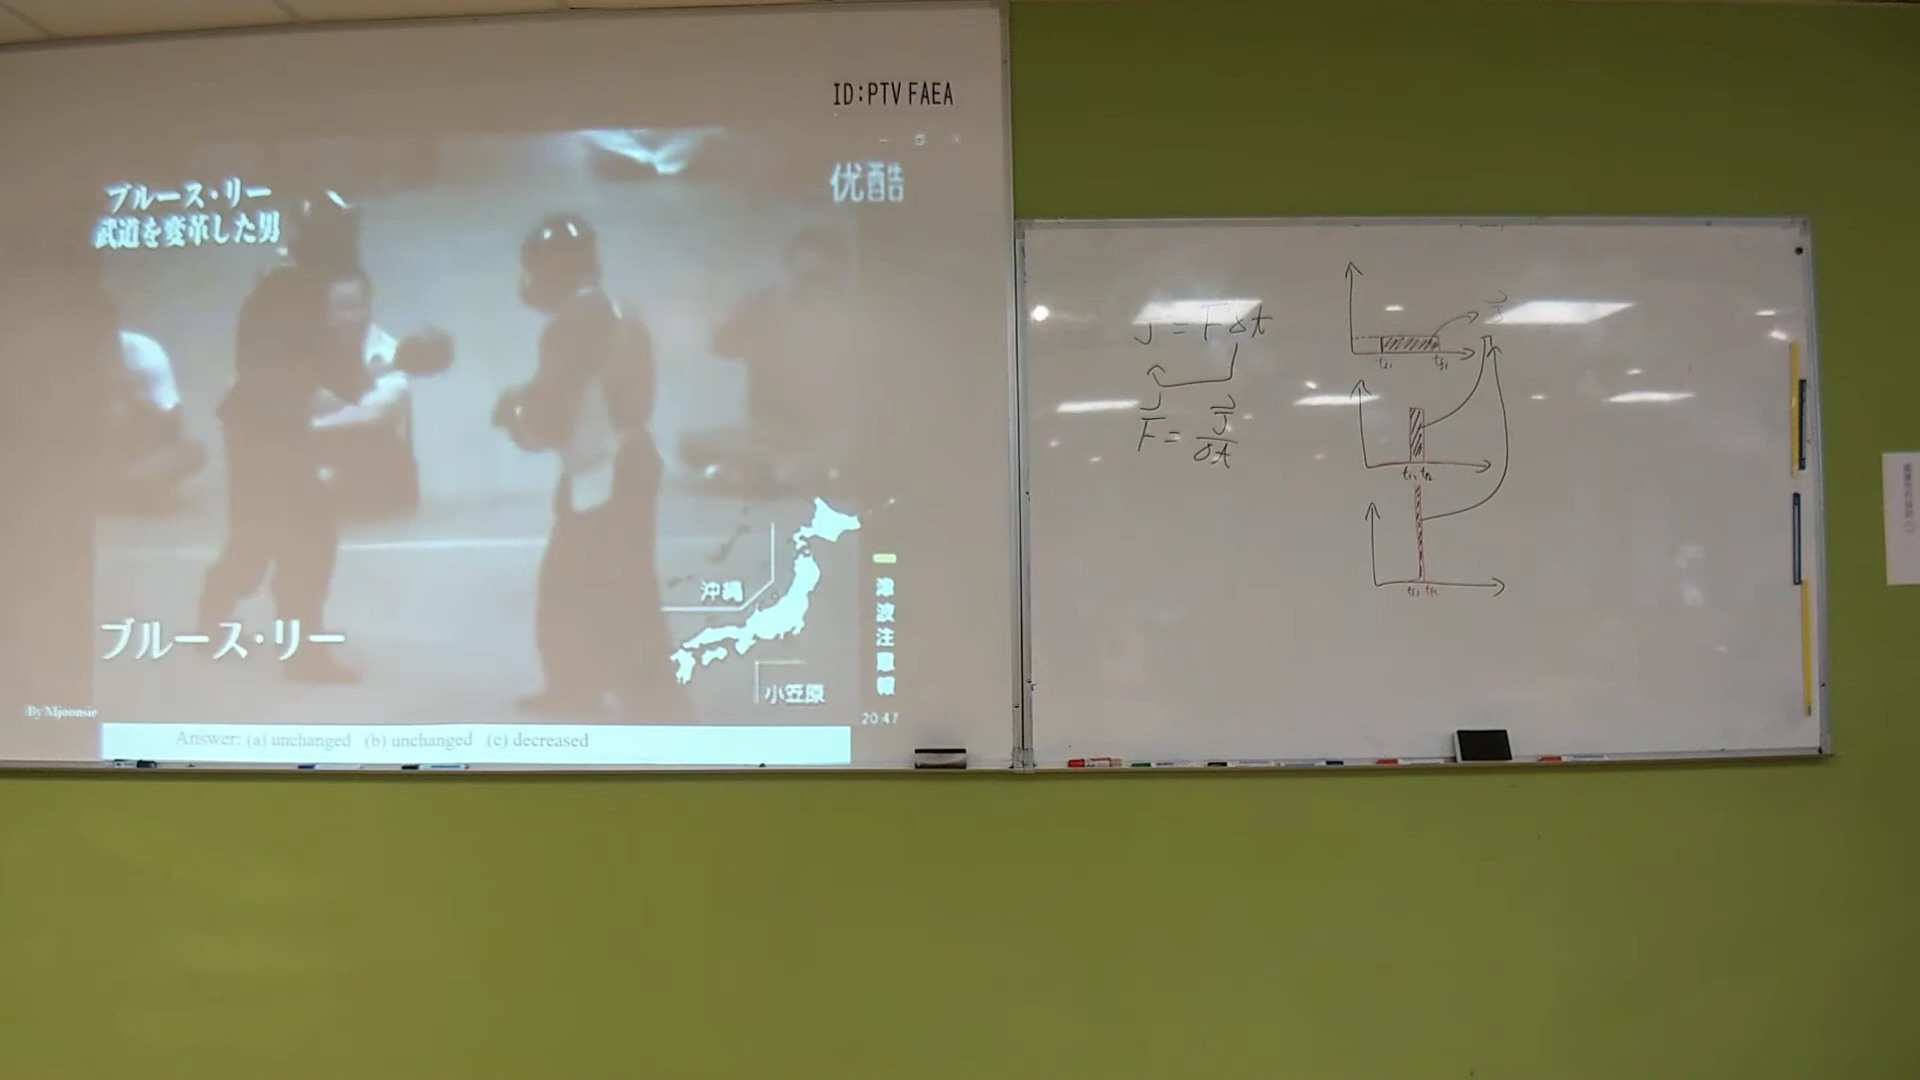 ID:PTV FAEA
优酷
ブルース・リー
武道を変革した男
沖縄
津波注意報
ブルース・リー
小笠原
By Mjoonsie
20:47
Answer: (a) unchanged (b) unchanged (c) decreased
J = FΔt
F = J/Δt
J